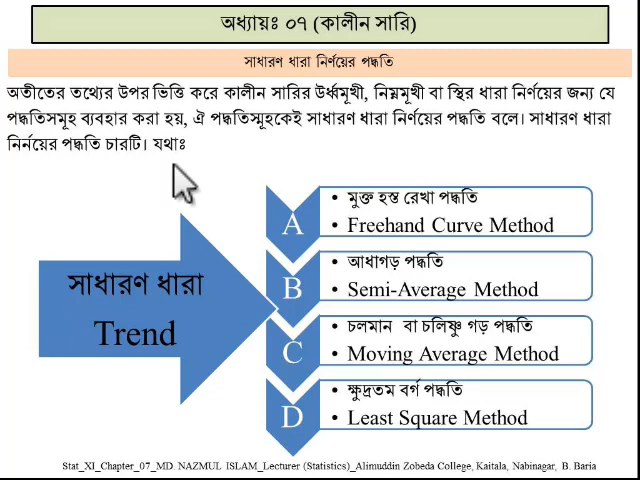 অধ্যায়ঃ ০৭ (কালীন সারি)
সাধারণ ধারা নির্ণয়ের পদ্ধতি
অতীতের তথ্যের উপর ভিত্তি করে কালীন সারির উর্ধ্বমূখী, নিম্নমূখী বা স্থির ধারা নির্ণয়ের জন্য যে
পদ্ধতিসমূহ ব্যবহার করা হয়, ঐ পদ্ধতিস্মূহকেই সাধারণ ধারা নির্ণয়ের পদ্ধতি বলে। সাধারণ ধারা
নির্নয়ের পদ্ধতি চারটি। যথাঃ
সাধারণ ধারা
Trend
A
• মুক্ত হস্ত রেখা পদ্ধতি
• Freehand Curve Method
B
• আধাগড় পদ্ধতি
• Semi-Average Method
C
• চলমান বা চলিষ্ণু গড় পদ্ধতি
• Moving Average Method
D
• ক্ষুদ্রতম বর্গ পদ্ধতি
• Least Square Method
Stat_XI_Chapter_07_MD. NAZMUL ISLAM_Lecturer (Statistics)_Alimuddin Zobeda College, Kaitala, Nabinagar, B. Baria